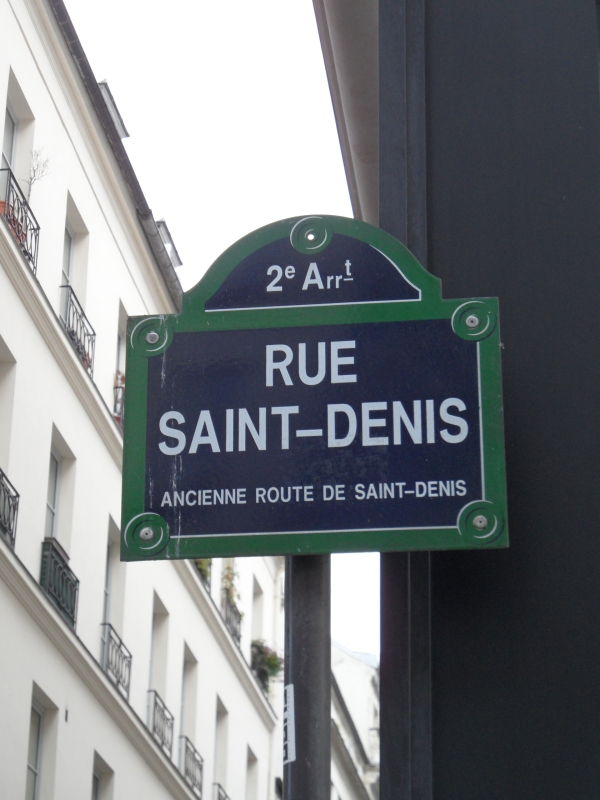 2e Arrt
RUE
SAINT-DENIS
ANCIENNE ROUTE DE SAINT-DENIS